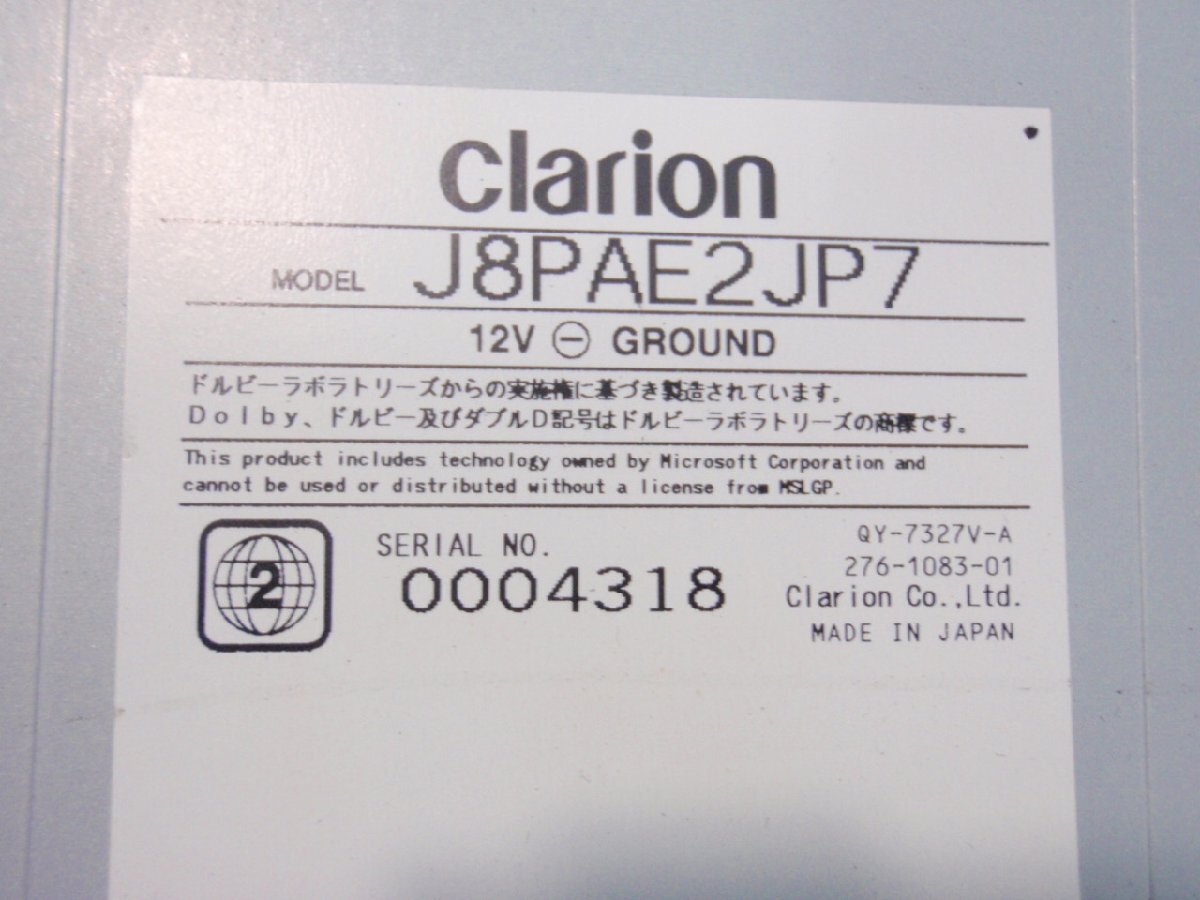 clarion
MODEL J8PAE2JP7
12V ⊖ GROUND
ドルビーラボラトリーズからの実施権に基づき製造されています。
Dolby、ドルビー及びダブルD記号はドルビーラボラトリーズの商標です。
This product includes technology owned by Microsoft Corporation and
cannot be used or distributed without a license from MSLGP.
2
SERIAL NO.
0004318
QY-7327V-A
276-1083-01
Clarion Co.,Ltd.
MADE IN JAPAN